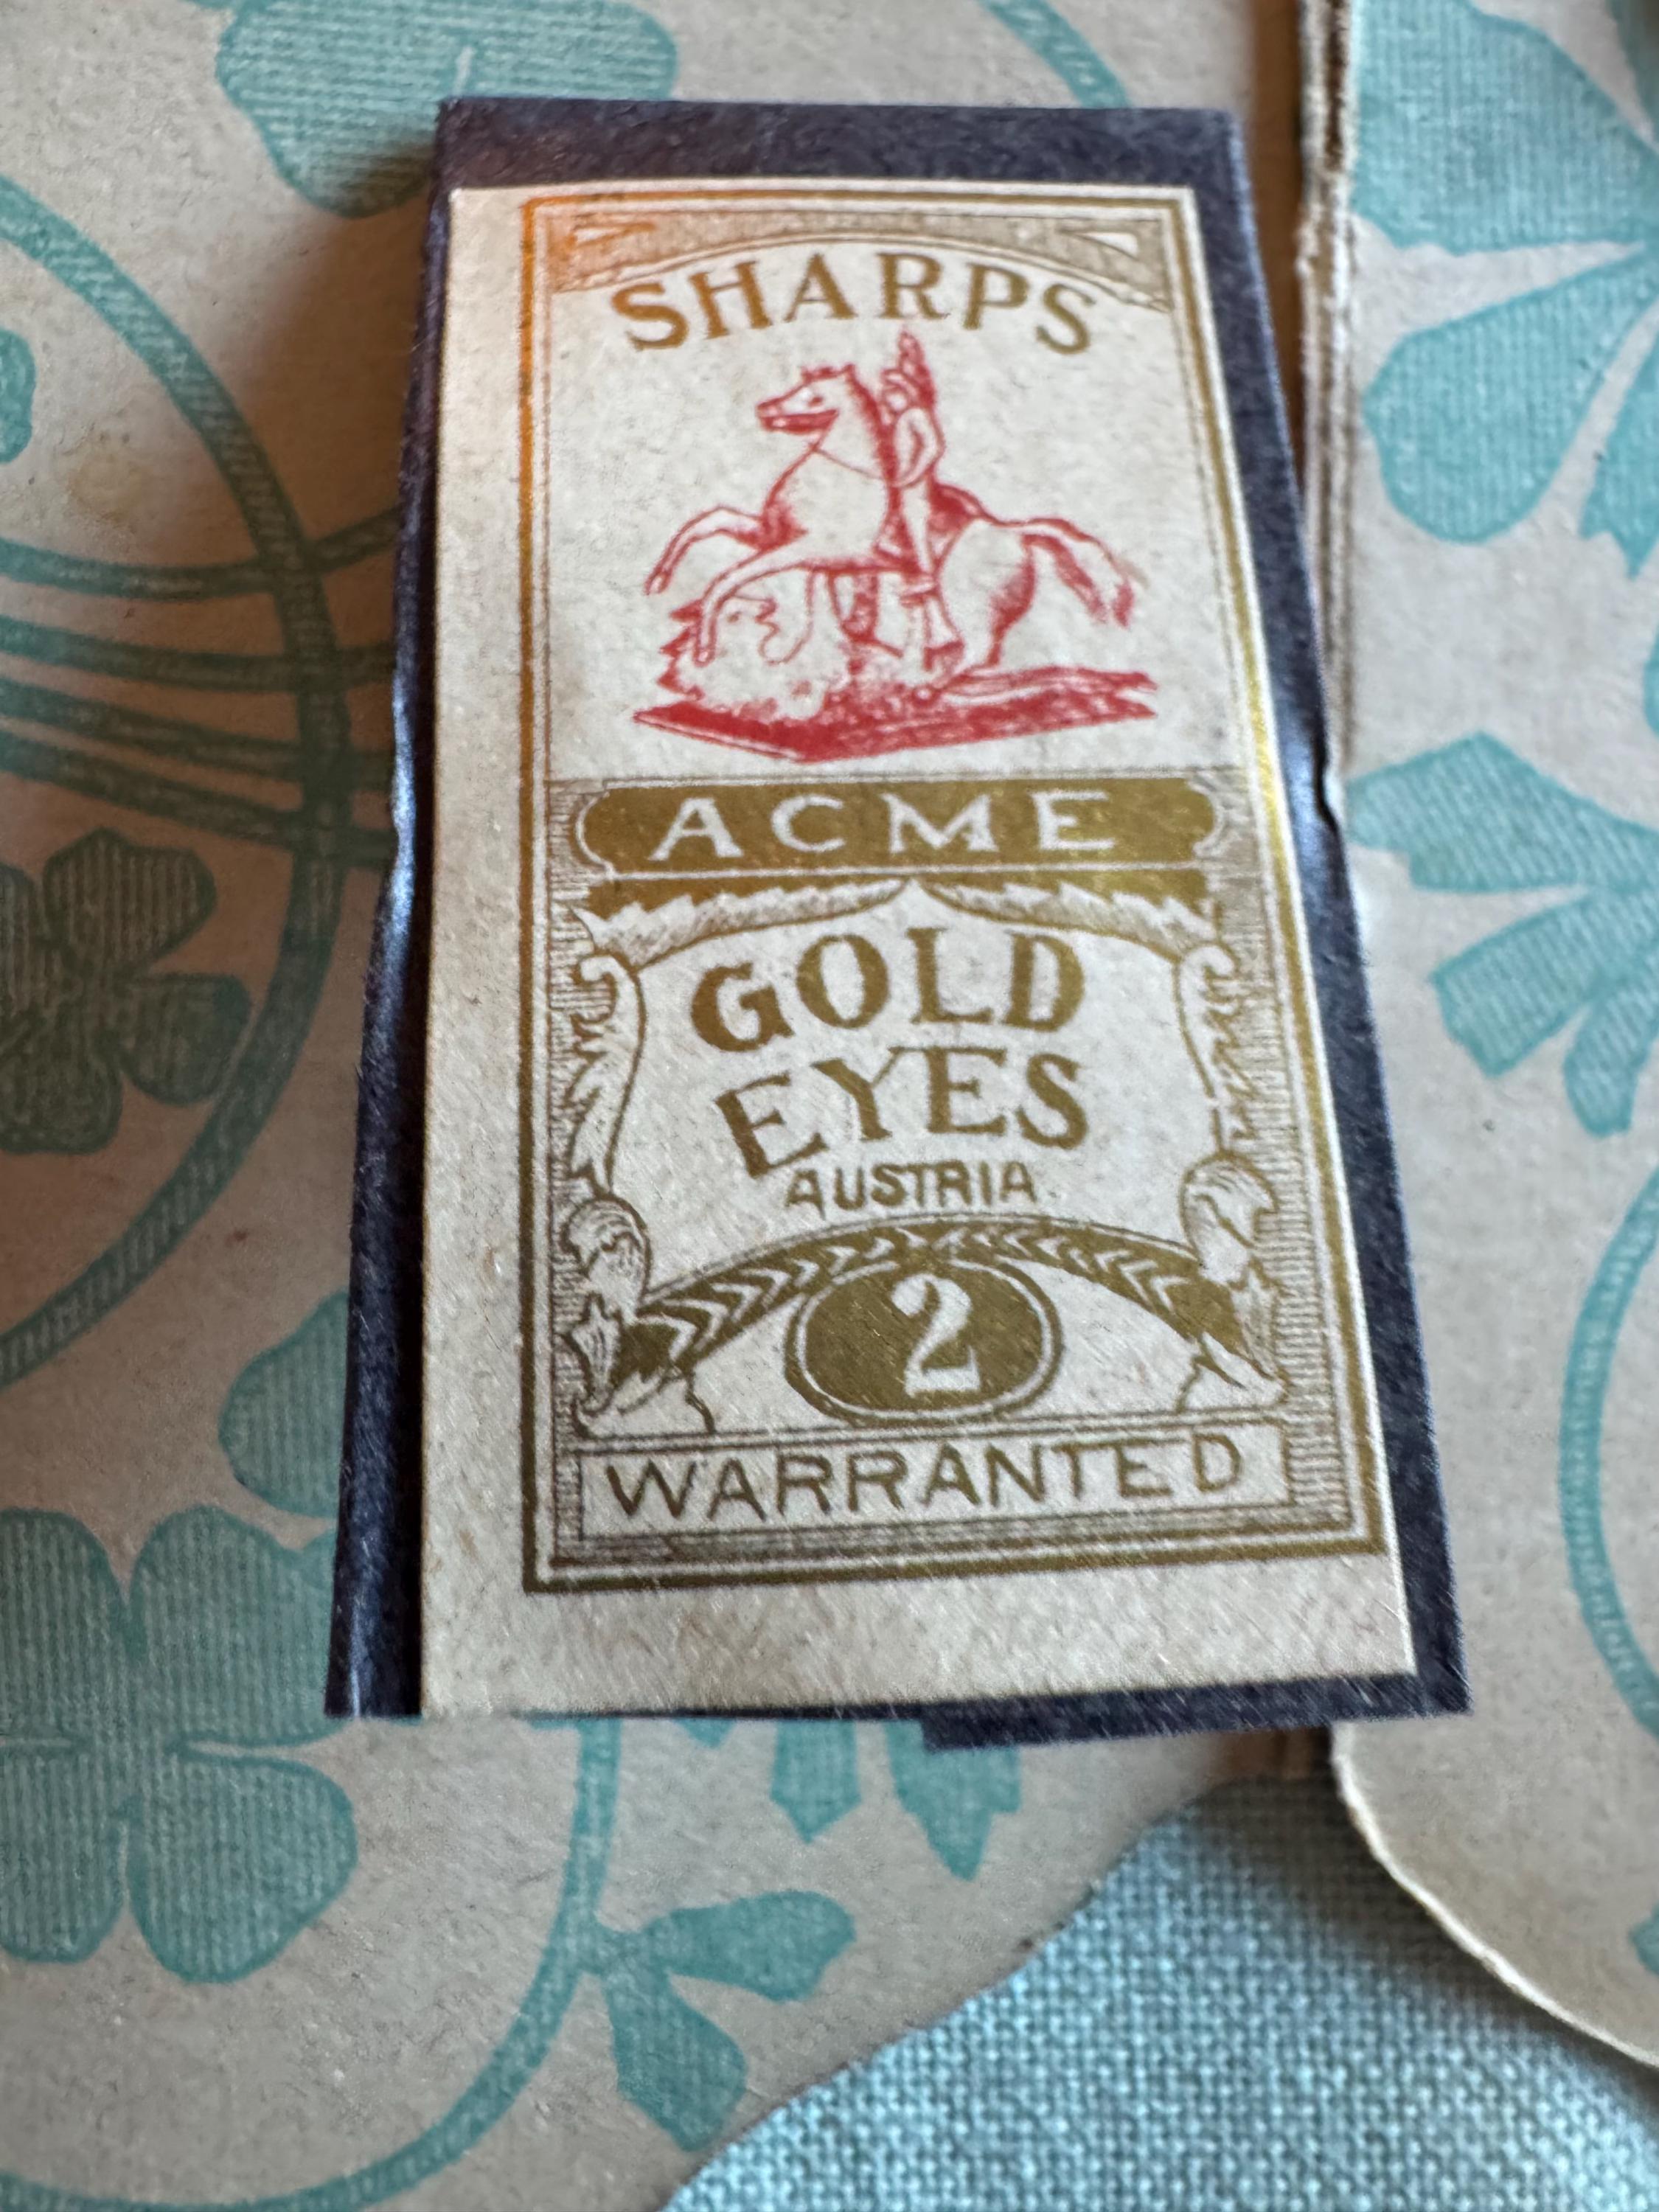 SHARPS
ACME
GOLD
EYES
AUSTRIA
2
WARRANTED